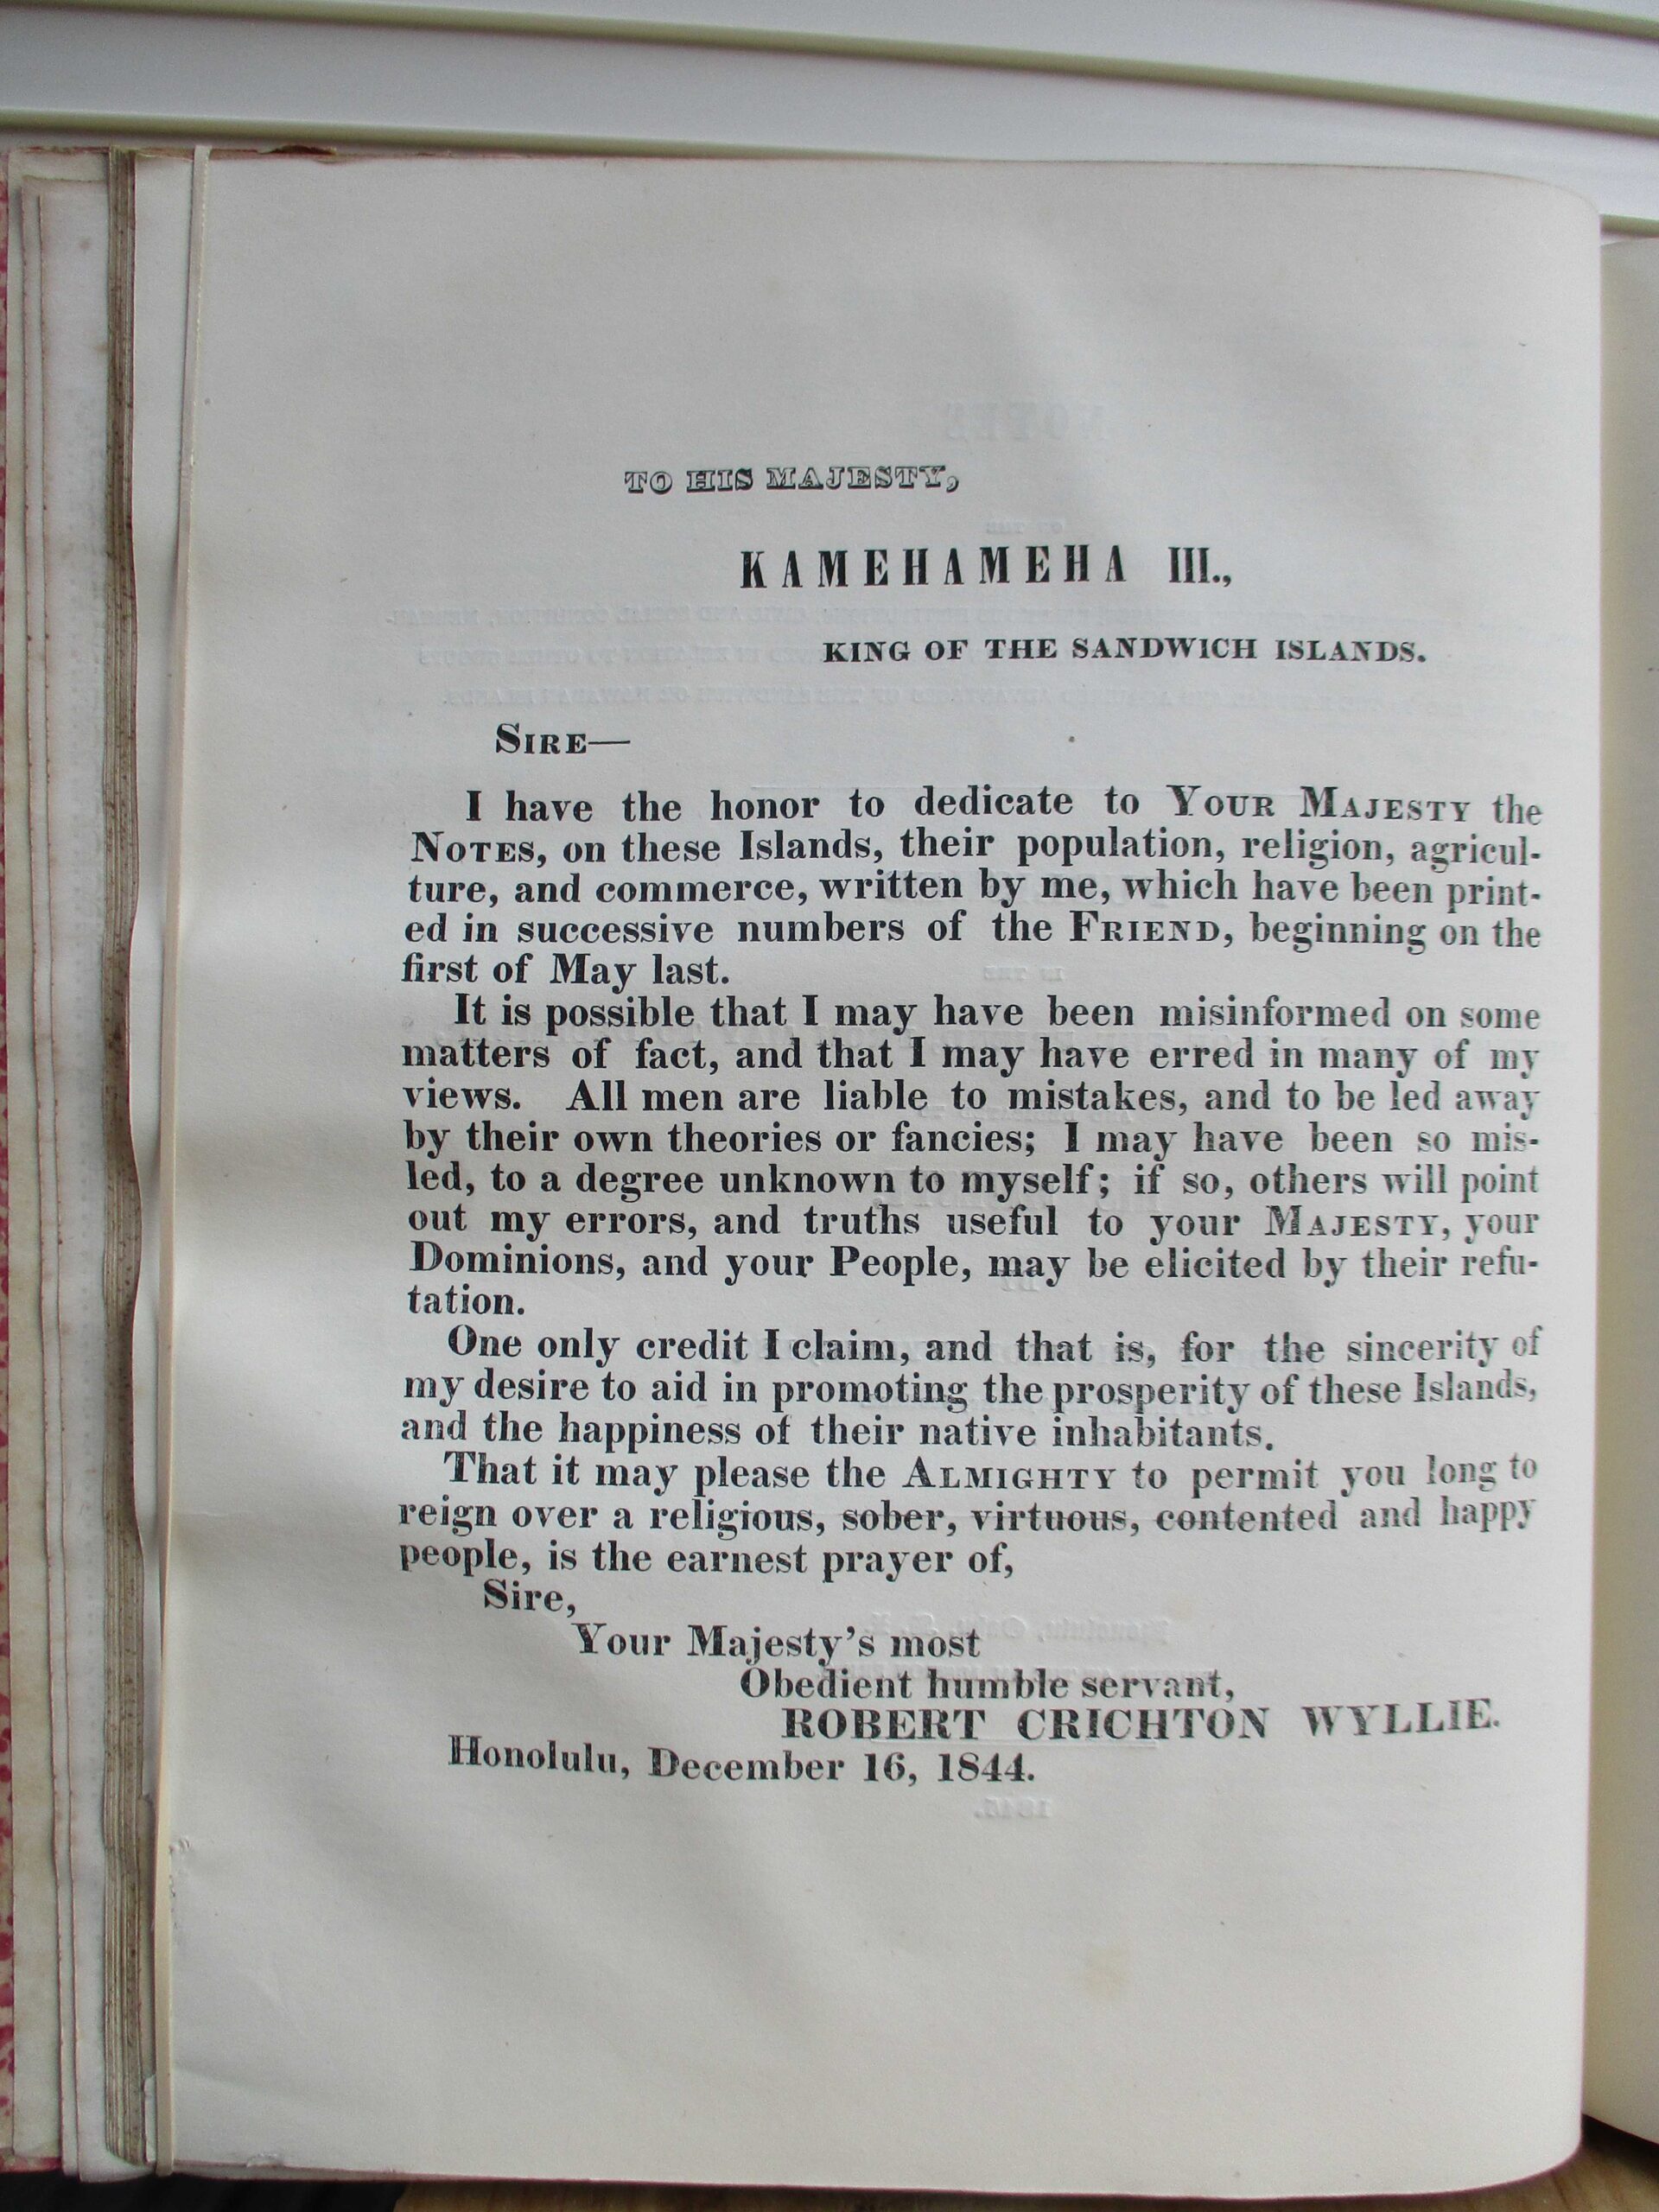 TO HIS MAJESTY,
KAMEHAMEHA III.,
KING OF THE SANDWICH ISLANDS.
SIRE—
I have the honor to dedicate to YOUR MAJESTY the
NOTES, on these Islands, their population, religion, agricul-
ture, and commerce, written by me, which have been print-
ed in successive numbers of the FRIEND, beginning on the
first of May last.
It is possible that I may have been misinformed on some
matters of fact, and that I may have erred in many of my
views. All men are liable to mistakes, and to be led away
by their own theories or fancies; I may have been so mis-
led, to a degree unknown to myself; if so, others will point
out my errors, and truths useful to your MAJESTY, your
Dominions, and your People, may be elicited by their refu-
tation.
One only credit I claim, and that is, for the sincerity of
my desire to aid in promoting the prosperity of these Islands,
and the happiness of their native inhabitants.
That it may please the ALMIGHTY to permit you long to
reign over a religious, sober, virtuous, contented and happy
people, is the earnest prayer of,
Sire,
Your Majesty's most
Obedient humble servant,
ROBERT CRICHTON WYLLIE.
Honolulu, December 16, 1844.